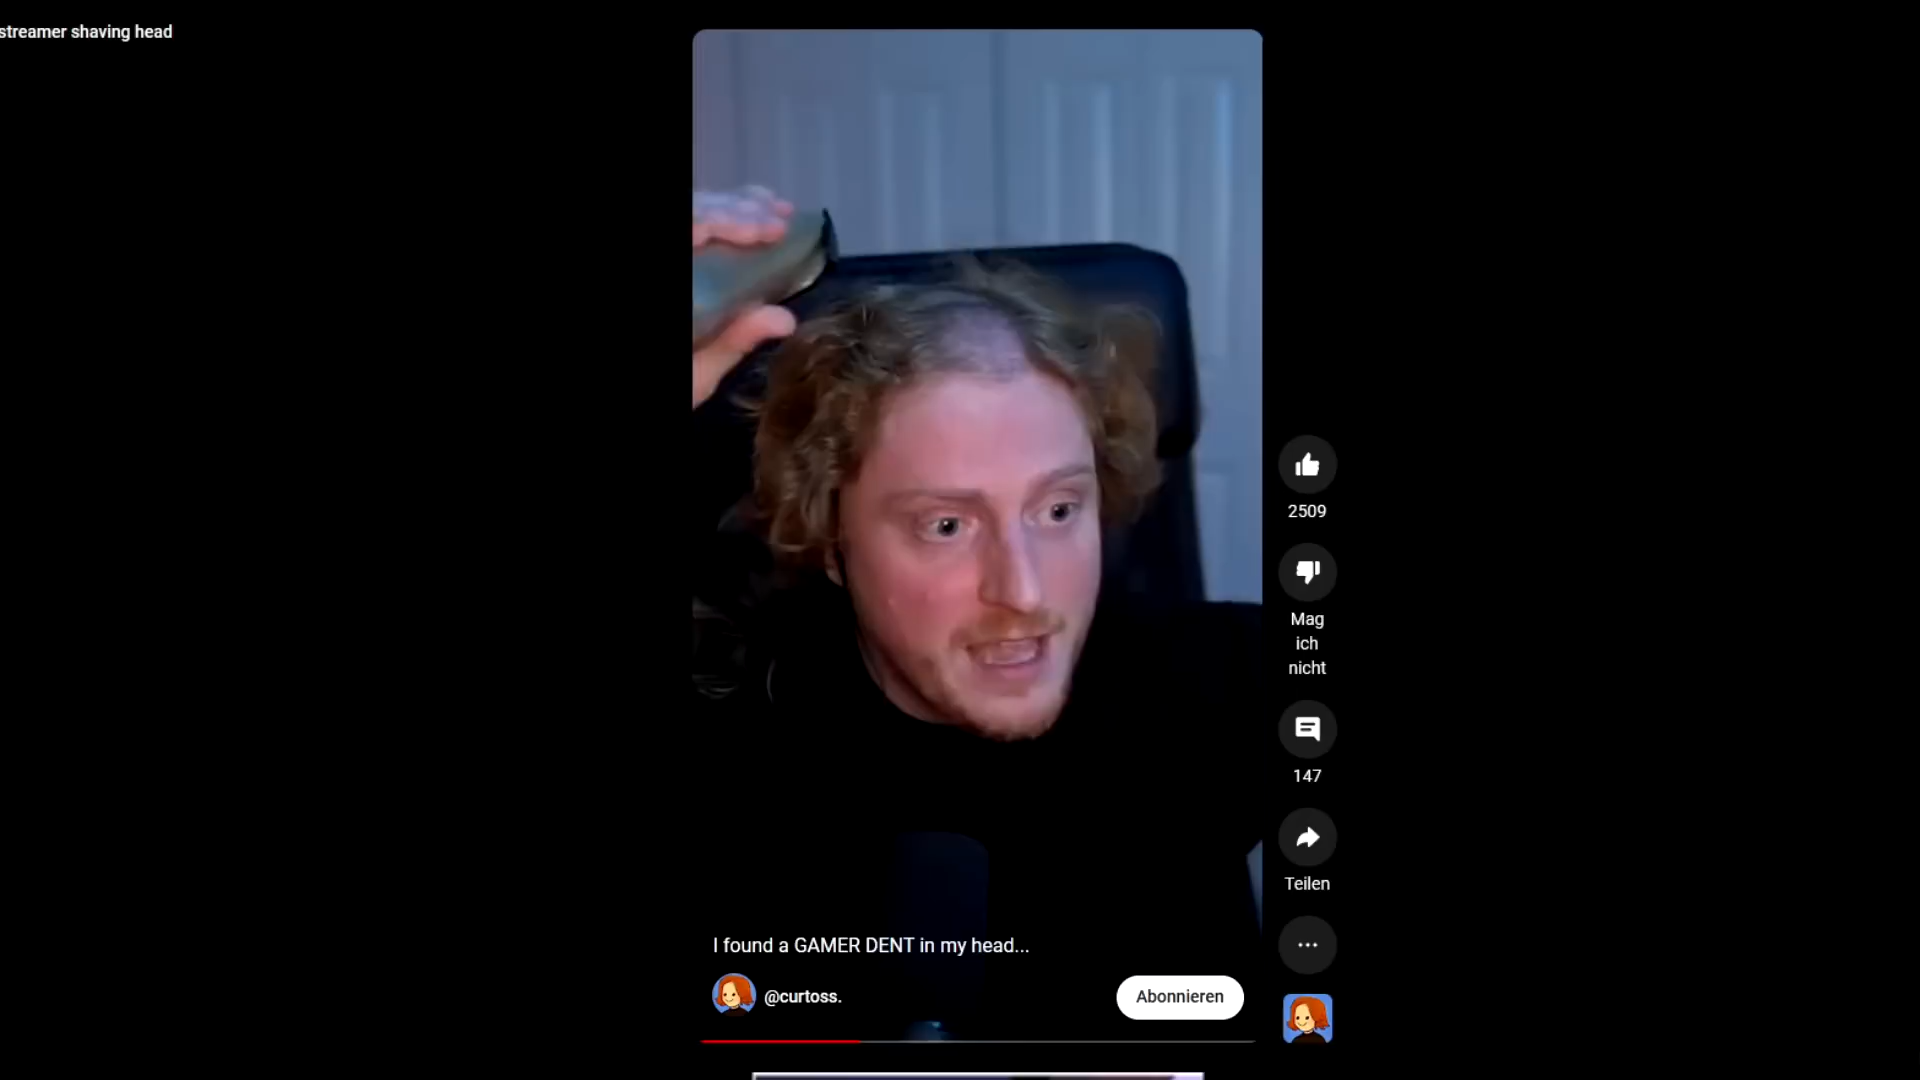 streamer shaving head
2509
Mag
ich
nicht
147
Teilen
I found a GAMER DENT in my head...
@curtoss.
Abonnieren